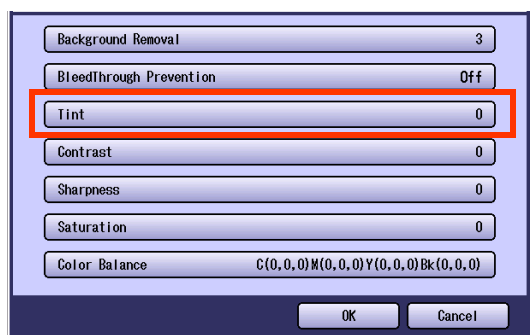 Background Removal 3
BleedThrough Prevention Off
Tint 0
Contrast 0
Sharpness 0
Saturation 0
Color Balance C(0,0,0)M(0,0,0)Y(0,0,0)Bk(0,0,0)
OK Cancel